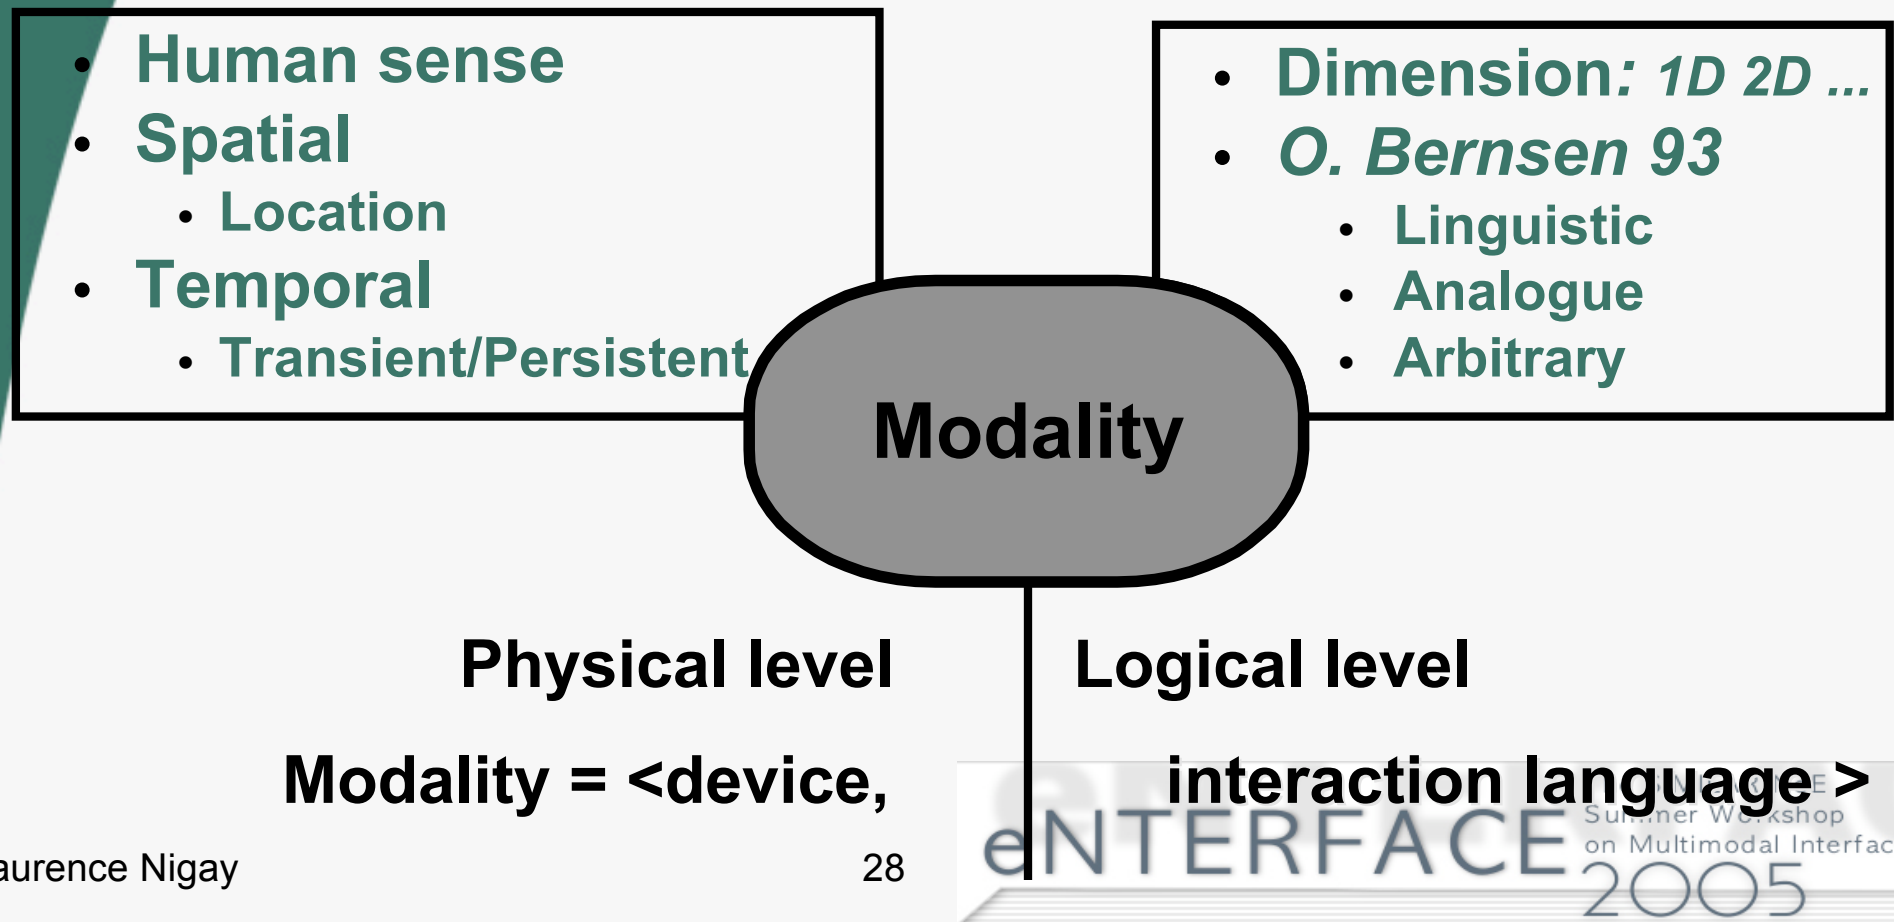 • Human sense
• Spatial
• Location
• Temporal
• Transient/Persistent
• Dimension: 1D 2D ...
• O. Bernsen 93
• Linguistic
• Analogue
• Arbitrary
Modality
Physical level
Logical level
Modality = <device,
interaction language >
aurence Nigay
28
eNTERFACE
Summer Workshop
on Multimodal Interfac
2005